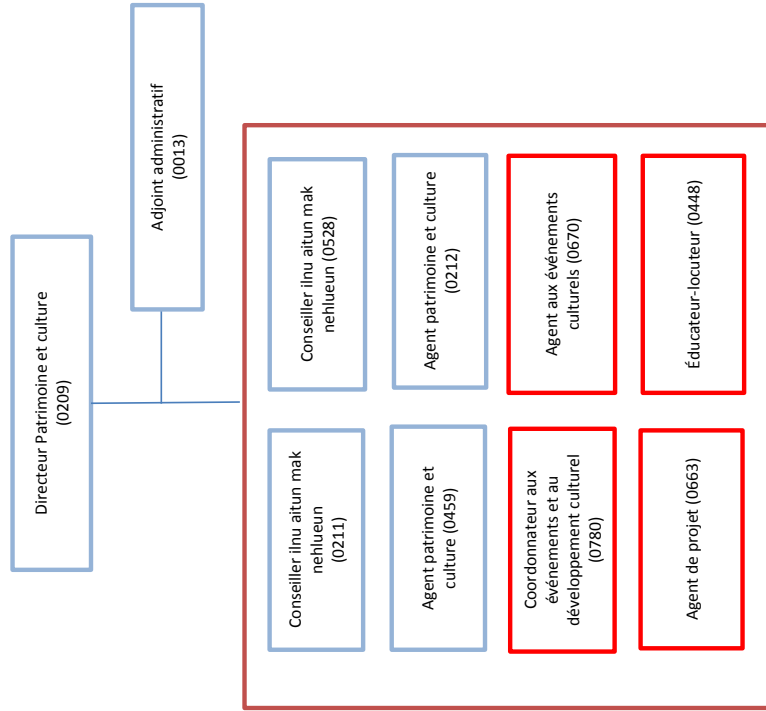 Directeur Patrimoine et culture
(0209)
Adjoint administratif
(0013)
Conseiller ilnu aitun mak
nehlueun
(0211)
Conseiller ilnu aitun mak
nehlueun (0528)
Agent patrimoine et
culture (0459)
Agent patrimoine et culture
(0212)
Coordonnateur aux
événements et au
développement culturel
(0780)
Agent aux événements
culturels (0670)
Agent de projet (0663)
Éducateur-locuteur (0448)